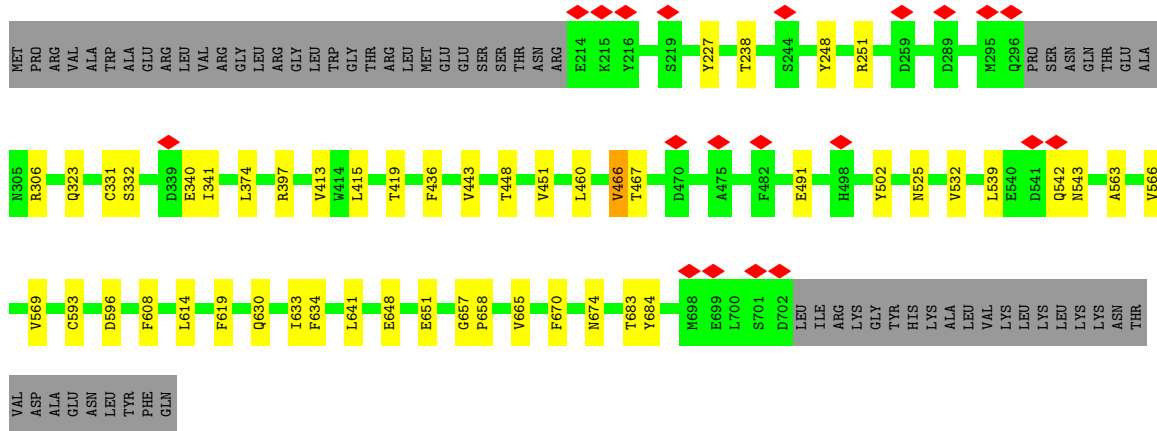 MET PRO ARG VAL ALA TRP ALA GLU ARG LEU VAL ARG GLY LEU ARG GLY LEU TRP GLY THR ARG LEU MET GLU GLU SER SER THR ASN ARG E214 K215 Y216 S219 Y227 T238 S244 Y248 R251 D259 D289 M295 Q296 PRO SER ASN GLN THR GLU ALA
N305 R306 Q323 C331 S332 D339 E340 I341 L374 R397 V413 W414 L415 T419 F436 V443 T448 V451 L460 V466 T467 D470 A475 F482 E491 H498 Y502 N525 V532 L539 E540 D541 Q542 N543 A563 V566
V569 C593 D596 F608 L614 F619 Q630 I633 F634 L641 E648 E651 G657 P658 V665 F670 N674 T683 Y684 M698 E699 L700 S701 D702 LEU ILE ARG LYS GLY TYR HIS LYS ALA LEU VAL LYS LEU LYS LEU LYS LYS ASN THR
VAL ASP ALA GLU ASN LEU TYR PHE GLN